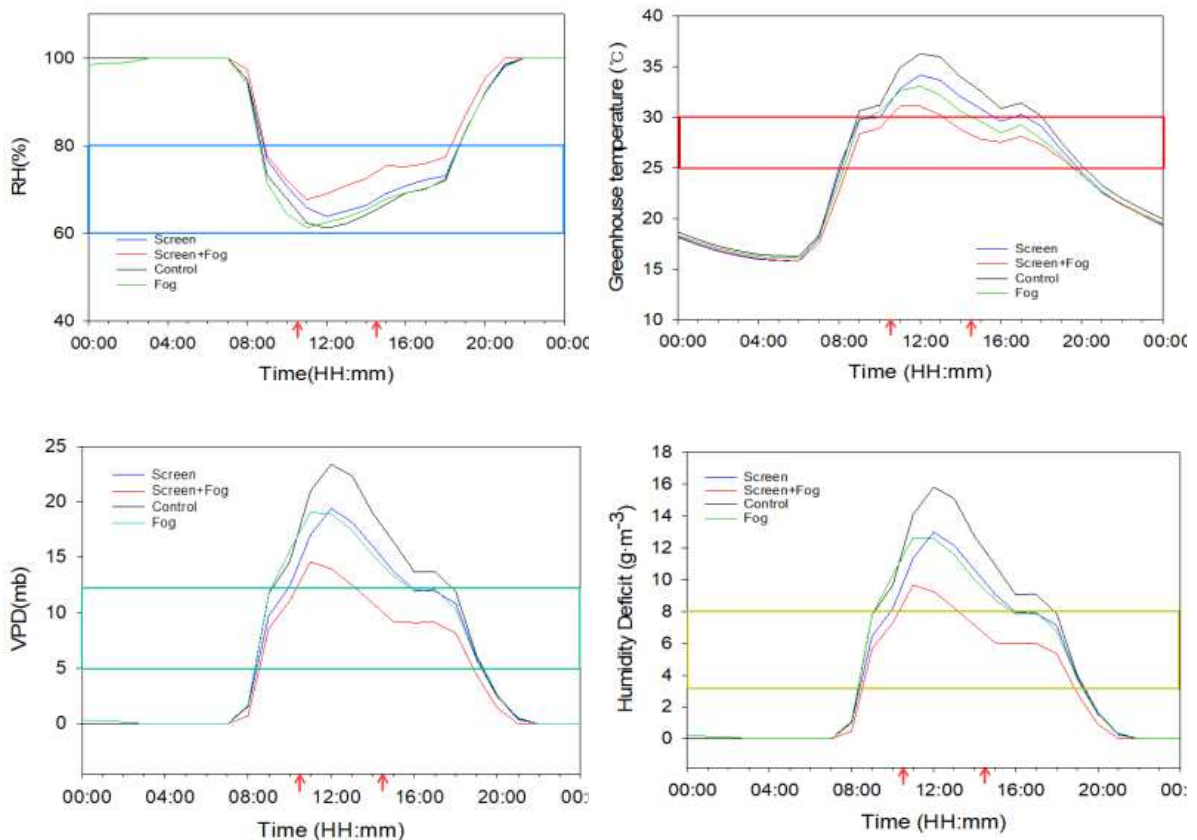 100
80
60
40
RH(%)
Screen
Screen+Fog
Control
Fog
00:00 04:00 08:00 12:00 16:00 20:00 00:00
Time(HH:mm)
40
35
30
25
20
15
10
Greenhouse temperature (℃)
Screen
Screen+Fog
Control
Fog
00:00 04:00 08:00 12:00 16:00 20:00 00:00
Time (HH:mm)
25
20
15
10
5
0
VPD(mb)
Screen
Screen+Fog
Control
Fog
00:00 04:00 08:00 12:00 16:00 20:00 00:
Time (HH:mm)
18
16
14
12
10
8
6
4
2
0
Humidity Deficit (g·m⁻³)
Screen
Screen+Fog
Control
Fog
00:00 04:00 08:00 12:00 16:00 20:00 00:0
Time (HH:mm)